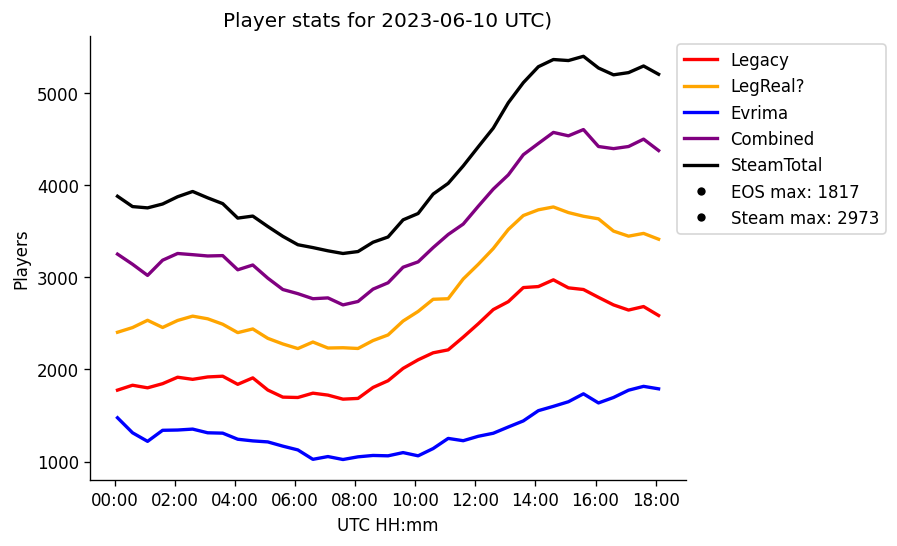 Player stats for 2023-06-10 UTC)
Legacy
LegReal?
Evrima
Combined
SteamTotal
EOS max: 1817
Steam max: 2973
Players
5000
4000
3000
2000
1000
00:00 02:00 04:00 06:00 08:00 10:00 12:00 14:00 16:00 18:00
UTC HH:mm